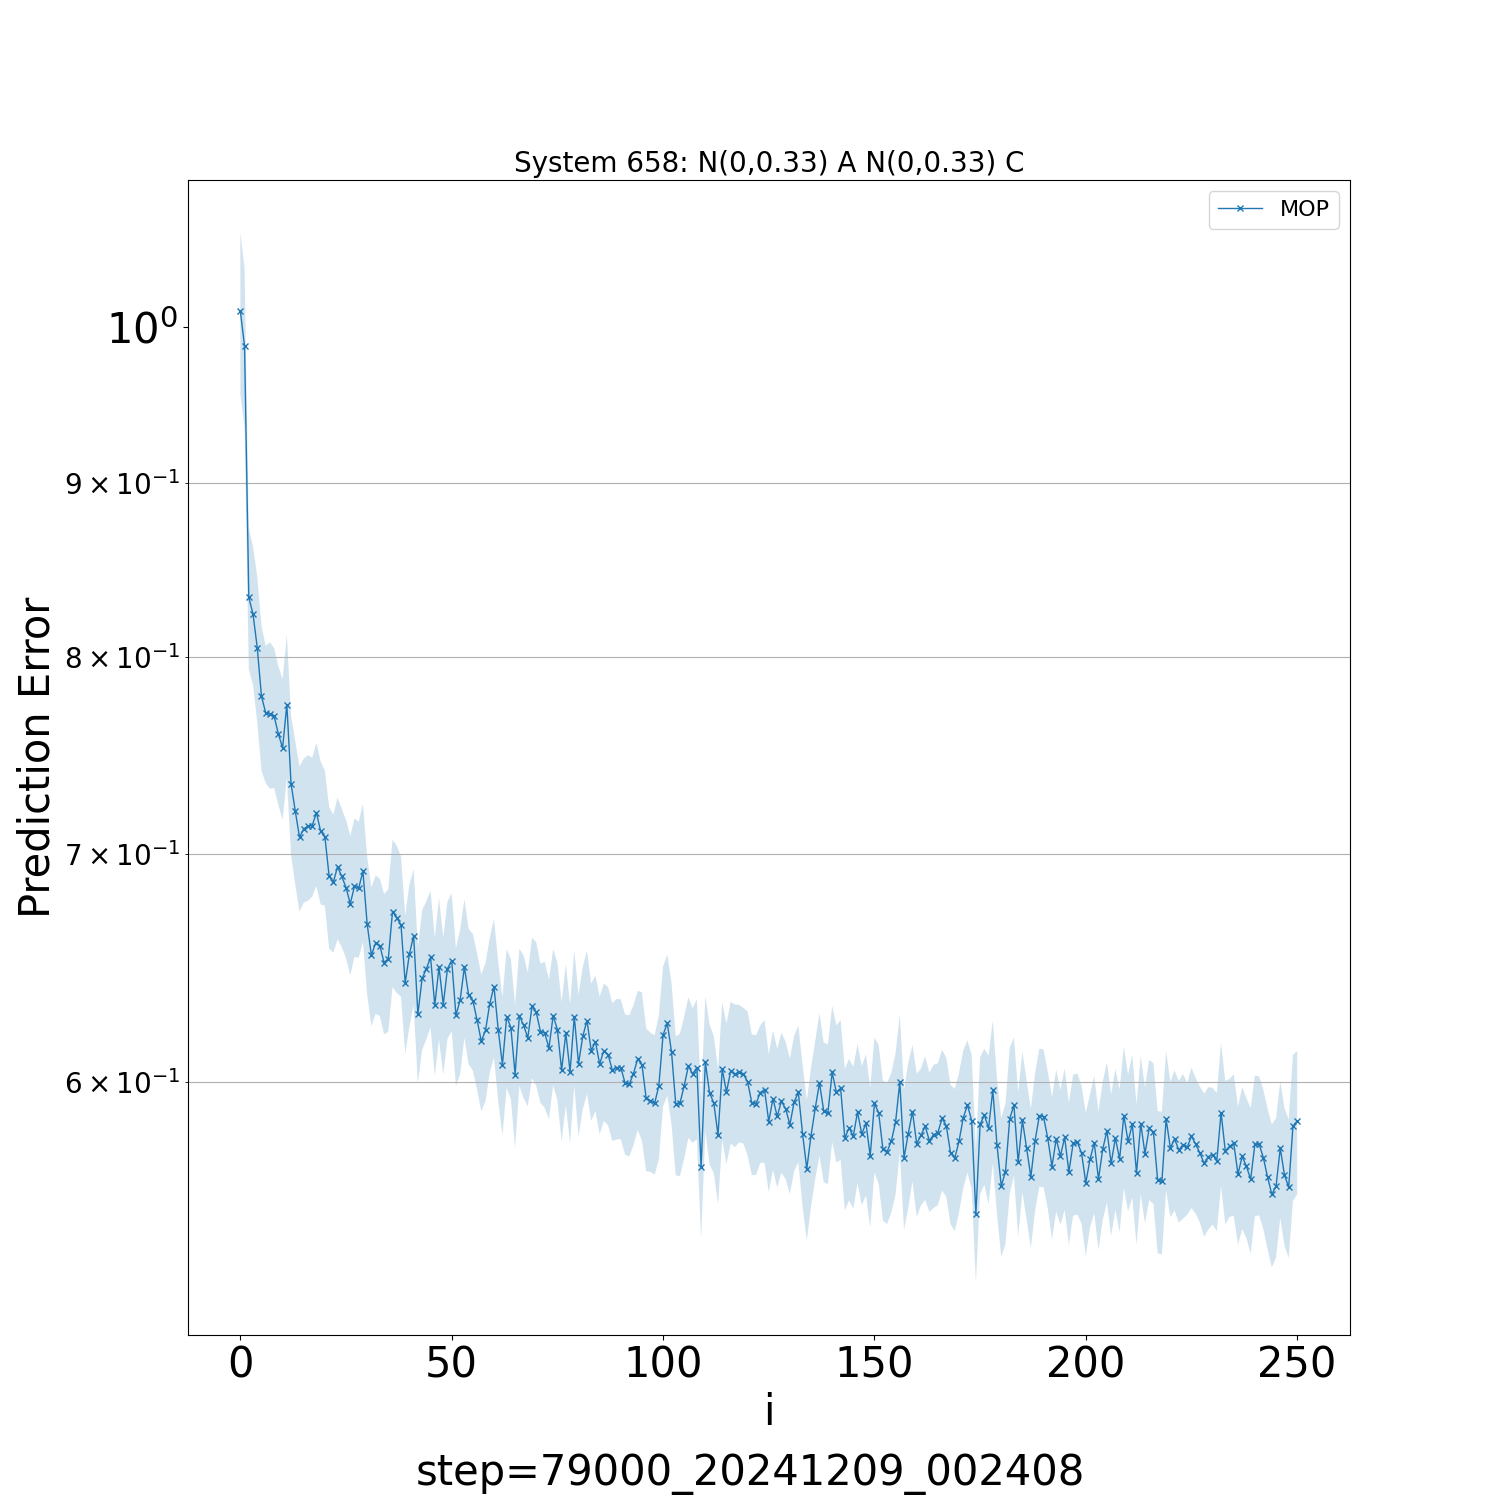 System 658: N(0,0.33) A N(0,0.33) C
MOP
10⁰
9 × 10⁻¹
8 × 10⁻¹
7 × 10⁻¹
6 × 10⁻¹
Prediction Error
0 50 100 150 200 250
i
step=79000_20241209_002408